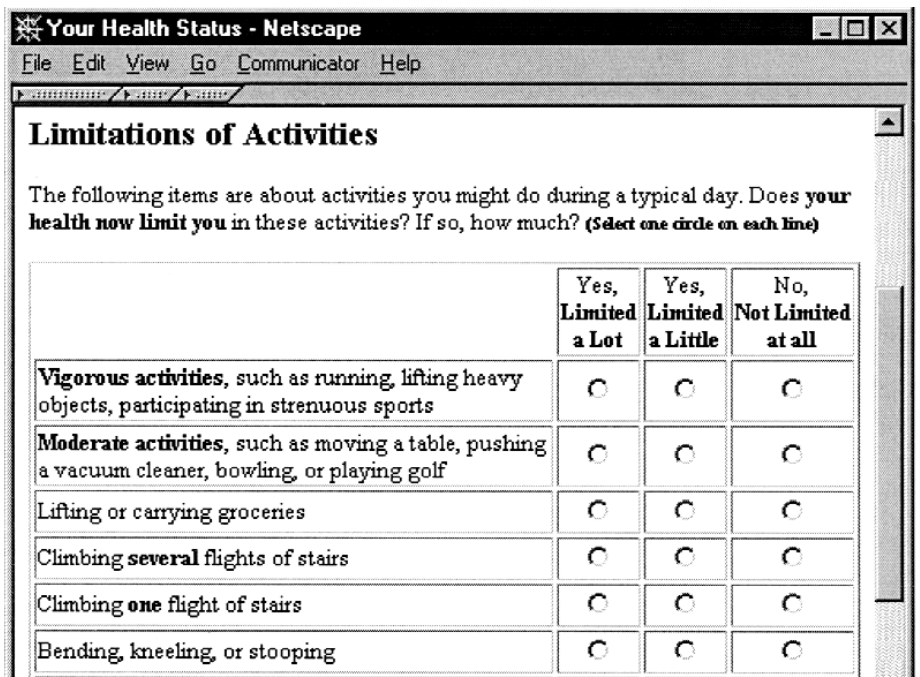 Your Health Status - Netscape
File Edit View Go Communicator Help
Limitations of Activities
The following items are about activities you might do during a typical day. Does your
health now limit you in these activities? If so, how much? (Select one circle on each line)
Yes,
Limited
a Lot
Yes,
Limited
a Little
No,
Not Limited
at all
Vigorous activities, such as running, lifting heavy
objects, participating in strenuous sports
Moderate activities, such as moving a table, pushing
a vacuum cleaner, bowling, or playing golf
Lifting or carrying groceries
Climbing several flights of stairs
Climbing one flight of stairs
Bending, kneeling, or stooping